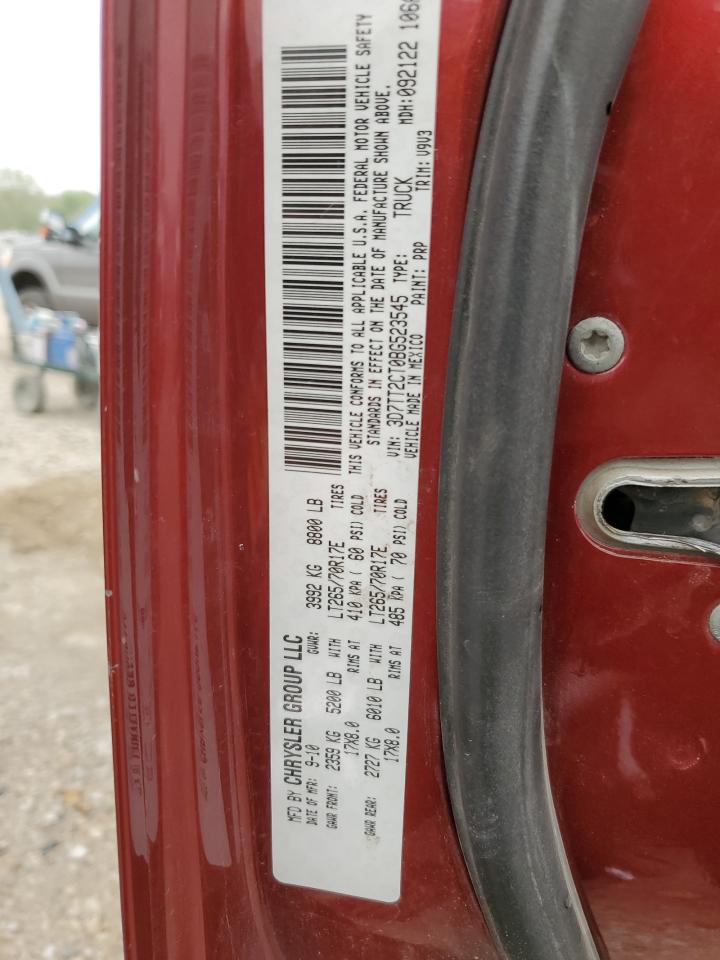 MFD BY CHRYSLER GROUP LLC
DATE OF MFR: 9-10 GVWR: 3992 KG 8800 LB
GAWR FRONT: 2359 KG 5200 LB WITH LT265/70R17E TIRES
17X8.0 RIMS AT 410 KPA ( 60 PSI) COLD
GAWR REAR: 2727 KG 6010 LB WITH LT265/70R17E TIRES
17X8.0 RIMS AT 485 KPA ( 70 PSI) COLD
THIS VEHICLE CONFORMS TO ALL APPLICABLE U.S.A. FEDERAL MOTOR VEHICLE SAFETY
STANDARDS IN EFFECT ON THE DATE OF MANUFACTURE SHOWN ABOVE.
VIN: 3D7TT2CT0BG523545 TYPE: TRUCK MDH:092122 106
VEHICLE MADE IN MEXICO PAINT: PRP TRIM: V9V3